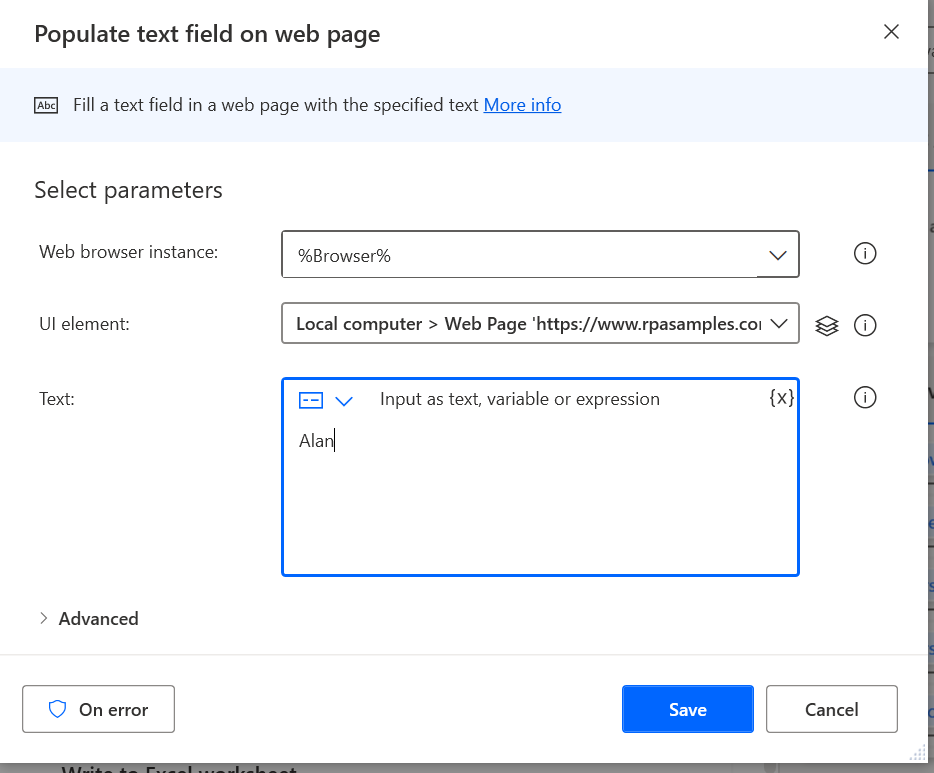 Populate text field on web page
Abc Fill a text field in a web page with the specified text More info
Select parameters
Web browser instance: %Browser%
UI element: Local computer > Web Page 'https://www.rpasamples.co
Text: Input as text, variable or expression {x}
Alan
Advanced
On error Save Cancel
Write to Excel worksheet